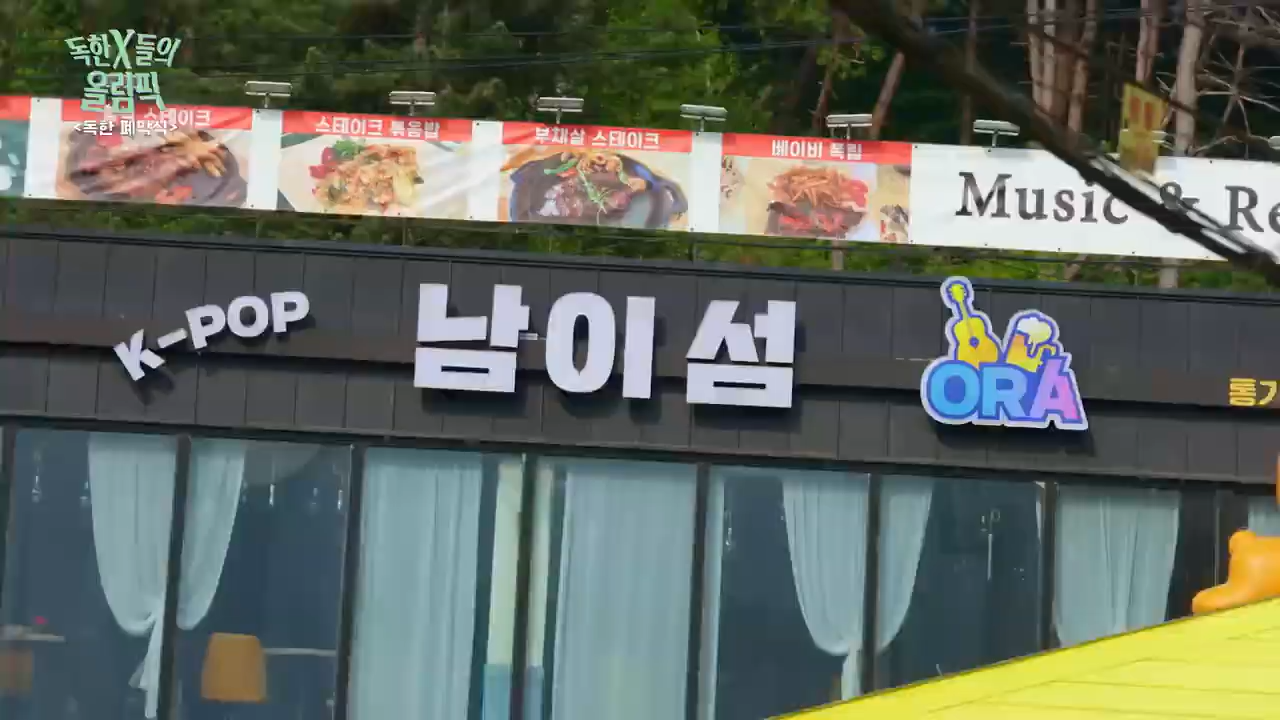 독한X들의
올림픽
<독한 폐막식>
스테이크
스테이크 볶음밥
부채살 스테이크
베이비 폭립
Music & Re
K-POP
남이섬
ORA